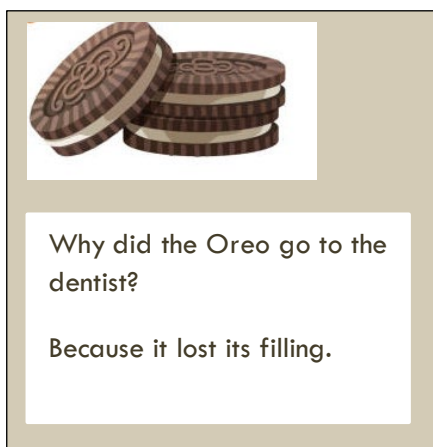 Why did the Oreo go to the
dentist?
Because it lost its filling.